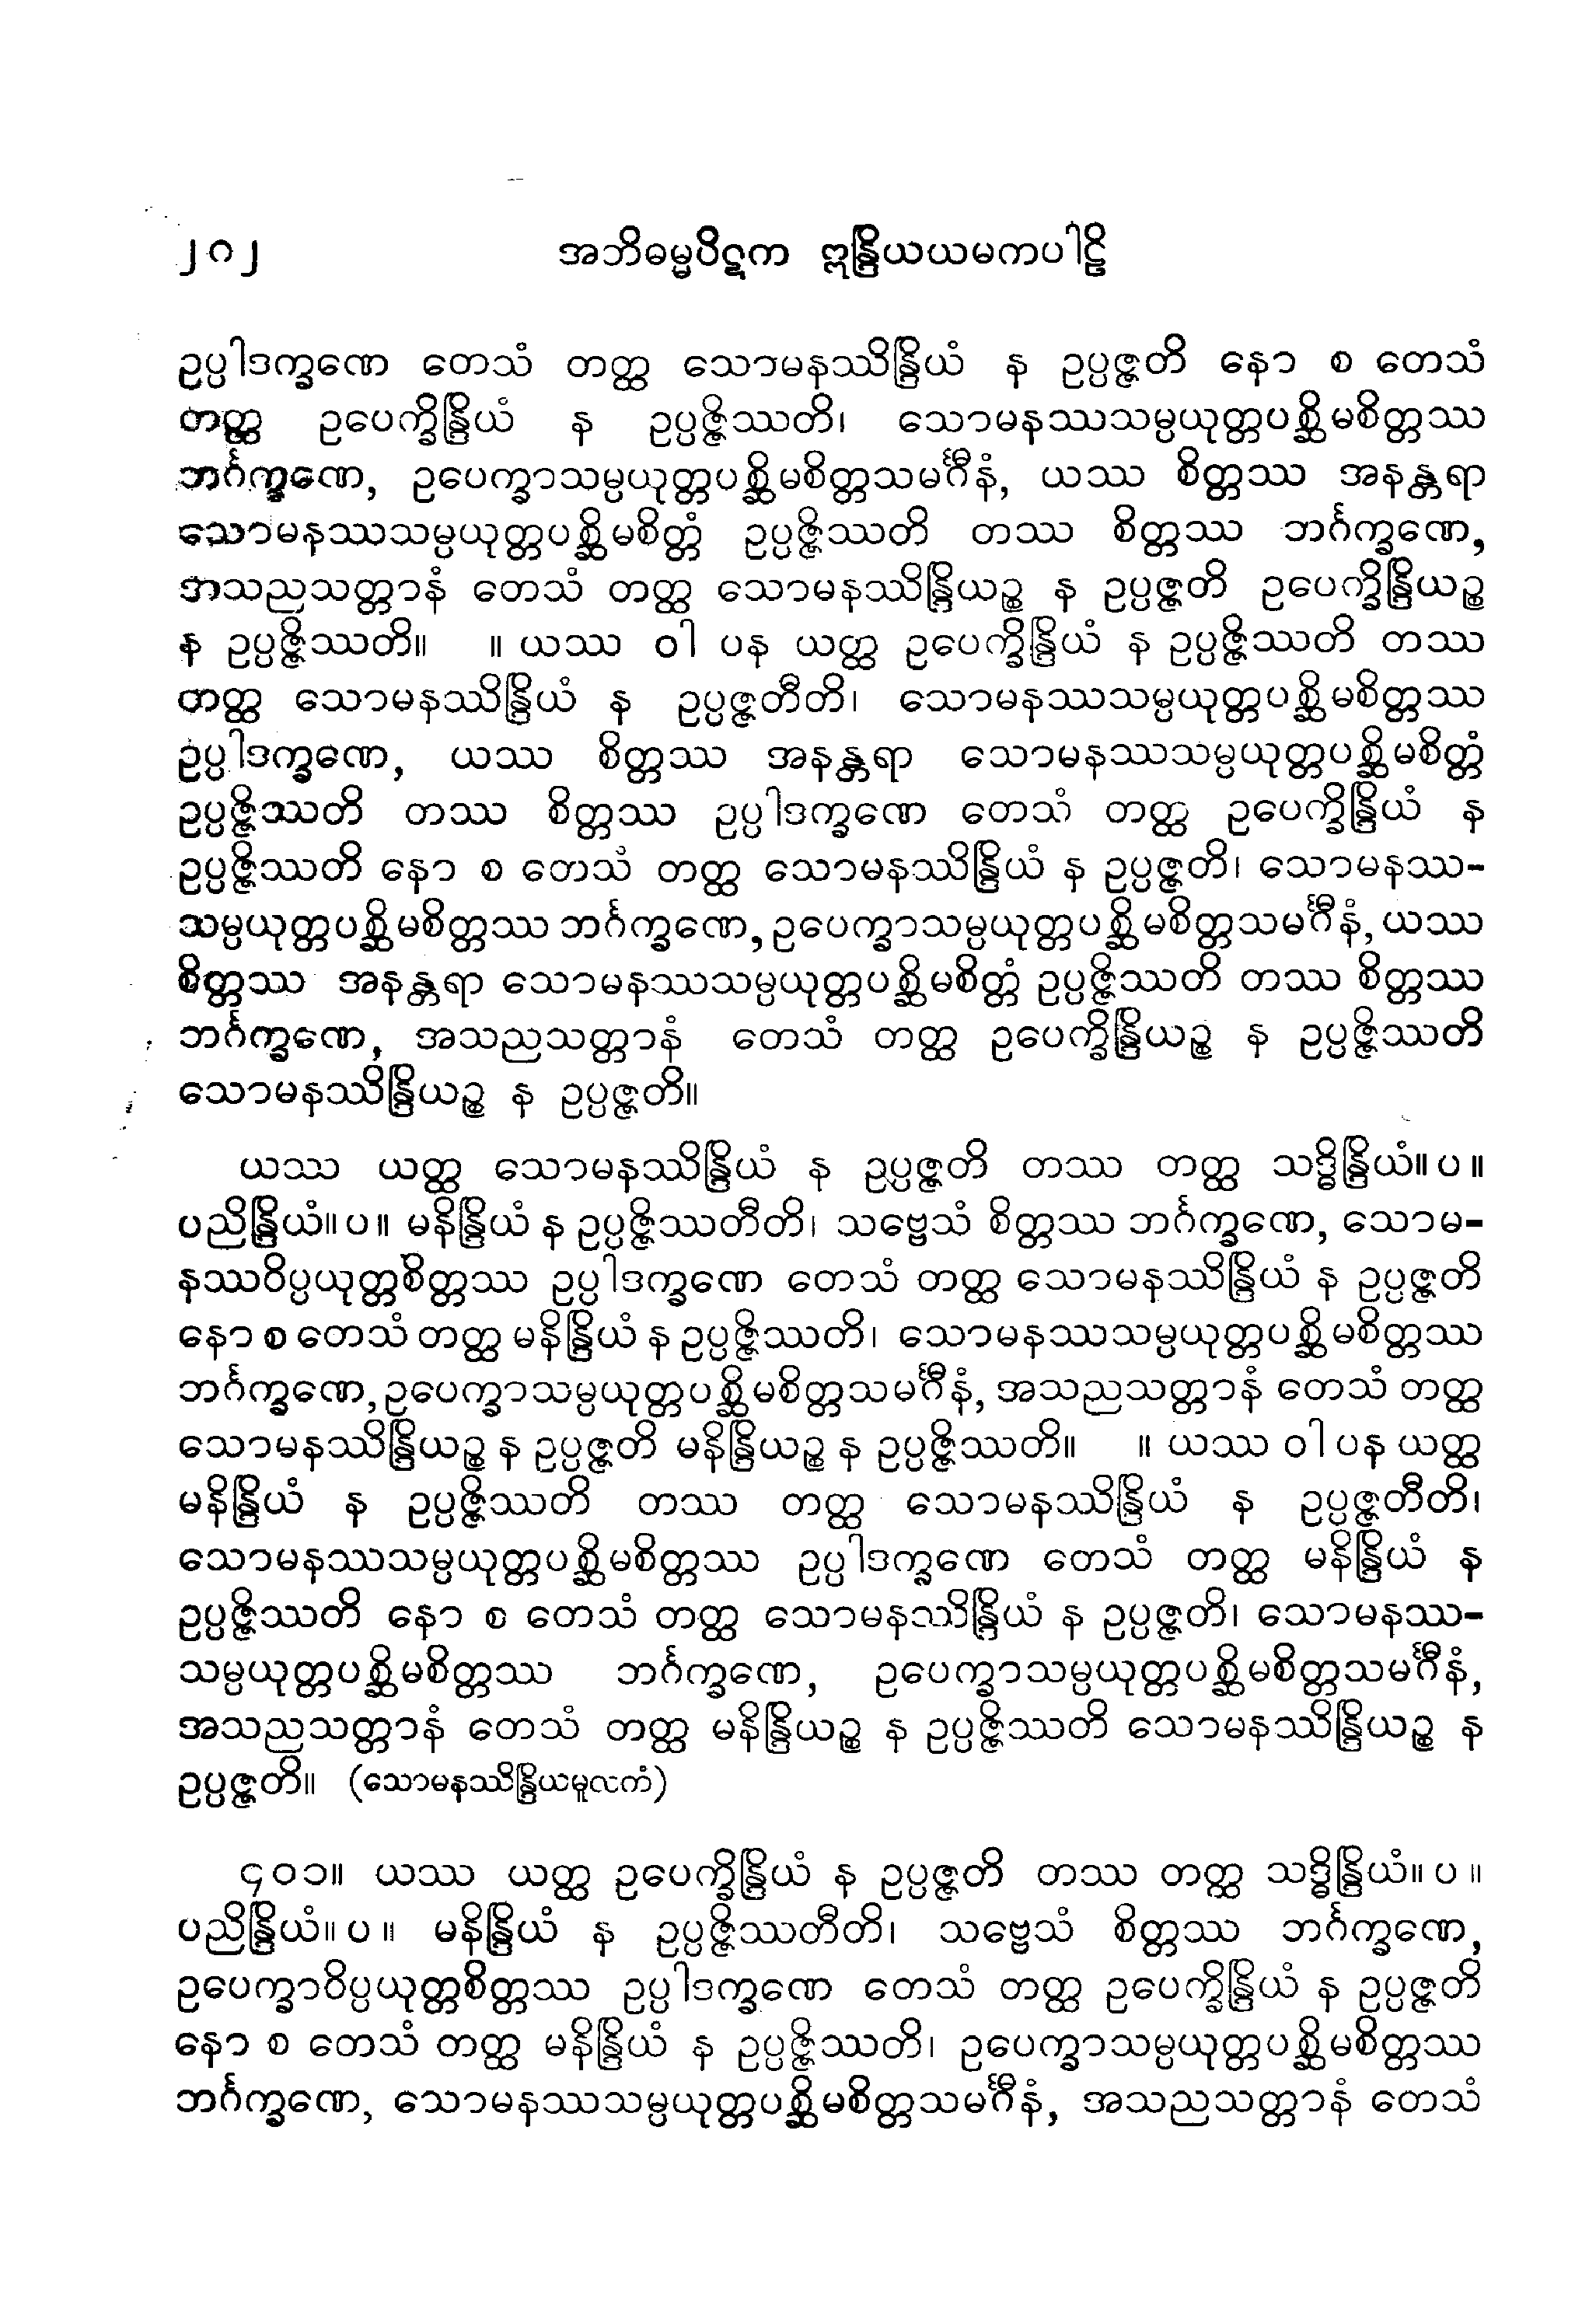 ၂၈၂ အဘိဓမ္မပိဋက ဣန္ဒြိယယမကပါဠိ
ဥပ္ပါဒက္ခဏေ တေသံ တတ္ထ သောမနဿိန္ဒြိယံ န ဥပ္ပဇ္ဇတိ နော စ တေသံ
တတ္ထ ဥပေက္ခိန္ဒြိယံ န ဥပ္ပဇ္ဇိဿတိ၊ သောမနဿသမ္ပယုတ္တပစ္ဆိမစိတ္တဿ
ဘင်္ဂက္ခဏေ, ဥပေက္ခာသမ္ပယုတ္တပစ္ဆိမစိတ္တသမင်္ဂီနံ, ယဿ စိတ္တဿ အနန္တရာ
သောမနဿသမ္ပယုတ္တပစ္ဆိမစိတ္တံ ဥပ္ပဇ္ဇိဿတိ တဿ စိတ္တဿ ဘင်္ဂက္ခဏေ,
အသညသတ္တာနံ တေသံ တတ္ထ သောမနဿိန္ဒြိယဉ္စ န ဥပ္ပဇ္ဇတိ ဥပေက္ခိန္ဒြိယဉ္စ
န ဥပ္ပဇ္ဇိဿတိ။ ။ ယဿ ဝါ ပန ယတ္ထ ဥပေက္ခိန္ဒြိယံ န ဥပ္ပဇ္ဇိဿတိ တဿ
တတ္ထ သောမနဿိန္ဒြိယံ န ဥပ္ပဇ္ဇတီတိ၊ သောမနဿသမ္ပယုတ္တပစ္ဆိမစိတ္တဿ
ဥပ္ပါဒက္ခဏေ, ယဿ စိတ္တဿ အနန္တရာ သောမနဿသမ္ပယုတ္တပစ္ဆိမစိတ္တံ
ဥပ္ပဇ္ဇိဿတိ တဿ စိတ္တဿ ဥပ္ပါဒက္ခဏေ တေသံ တတ္ထ ဥပေက္ခိန္ဒြိယံ န
ဥပ္ပဇ္ဇိဿတိ နော စ တေသံ တတ္ထ သောမနဿိန္ဒြိယံ န ဥပ္ပဇ္ဇတိ၊ သောမနဿ-
သမ္ပယုတ္တပစ္ဆိမစိတ္တဿ ဘင်္ဂက္ခဏေ, ဥပေက္ခာသမ္ပယုတ္တပစ္ဆိမစိတ္တသမင်္ဂီနံ, ယဿ
စိတ္တဿ အနန္တရာ သောမနဿသမ္ပယုတ္တပစ္ဆိမစိတ္တံ ဥပ္ပဇ္ဇိဿတိ တဿ စိတ္တဿ
ဘင်္ဂက္ခဏေ, အသညသတ္တာနံ တေသံ တတ္ထ ဥပေက္ခိန္ဒြိယဉ္စ န ဥပ္ပဇ္ဇိဿတိ
သောမနဿိန္ဒြိယဉ္စ န ဥပ္ပဇ္ဇတိ။
ယဿ ယတ္ထ သောမနဿိန္ဒြိယံ န ဥပ္ပဇ္ဇတိ တဿ တတ္ထ သဒ္ဓိန္ဒြိယံ။ပ။
ပညိန္ဒြိယံ။ပ။ မနိန္ဒြိယံ န ဥပ္ပဇ္ဇိဿတီတိ၊ သဗ္ဗေသံ စိတ္တဿ ဘင်္ဂက္ခဏေ, သောမ-
နဿဝိပ္ပယုတ္တစိတ္တဿ ဥပ္ပါဒက္ခဏေ တေသံ တတ္ထ သောမနဿိန္ဒြိယံ န ဥပ္ပဇ္ဇတိ
နော စ တေသံ တတ္ထ မနိန္ဒြိယံ န ဥပ္ပဇ္ဇိဿတိ၊ သောမနဿသမ္ပယုတ္တပစ္ဆိမစိတ္တဿ
ဘင်္ဂက္ခဏေ, ဥပေက္ခာသမ္ပယုတ္တပစ္ဆိမစိတ္တသမင်္ဂီနံ, အသညသတ္တာနံ တေသံ တတ္ထ
သောမနဿိန္ဒြိယဉ္စ န ဥပ္ပဇ္ဇတိ မနိန္ဒြိယဉ္စ န ဥပ္ပဇ္ဇိဿတိ။ ။ ယဿ ဝါ ပန ယတ္ထ
မနိန္ဒြိယံ န ဥပ္ပဇ္ဇိဿတိ တဿ တတ္ထ သောမနဿိန္ဒြိယံ န ဥပ္ပဇ္ဇတီတိ၊
သောမနဿသမ္ပယုတ္တပစ္ဆိမစိတ္တဿ ဥပ္ပါဒက္ခဏေ တေသံ တတ္ထ မနိန္ဒြိယံ န
ဥပ္ပဇ္ဇိဿတိ နော စ တေသံ တတ္ထ သောမနဿိန္ဒြိယံ န ဥပ္ပဇ္ဇတိ၊ သောမနဿ-
သမ္ပယုတ္တပစ္ဆိမစိတ္တဿ ဘင်္ဂက္ခဏေ, ဥပေက္ခာသမ္ပယုတ္တပစ္ဆိမစိတ္တသမင်္ဂီနံ,
အသညသတ္တာနံ တေသံ တတ္ထ မနိန္ဒြိယဉ္စ န ဥပ္ပဇ္ဇိဿတိ သောမနဿိန္ဒြိယဉ္စ န
ဥပ္ပဇ္ဇတိ။ (သောမနဿိန္ဒြိယမူလကံ)
၄၀၁။ ယဿ ယတ္ထ ဥပေက္ခိန္ဒြိယံ န ဥပ္ပဇ္ဇတိ တဿ တတ္ထ သဒ္ဓိန္ဒြိယံ။ပ။
ပညိန္ဒြိယံ။ပ။ မနိန္ဒြိယံ န ဥပ္ပဇ္ဇိဿတီတိ၊ သဗ္ဗေသံ စိတ္တဿ ဘင်္ဂက္ခဏေ,
ဥပေက္ခာဝိပ္ပယုတ္တစိတ္တဿ ဥပ္ပါဒက္ခဏေ တေသံ တတ္ထ ဥပေက္ခိန္ဒြိယံ န ဥပ္ပဇ္ဇတိ
နော စ တေသံ တတ္ထ မနိန္ဒြိယံ န ဥပ္ပဇ္ဇိဿတိ၊ ဥပေက္ခာသမ္ပယုတ္တပစ္ဆိမစိတ္တဿ
ဘင်္ဂက္ခဏေ, သောမနဿသမ္ပယုတ္တပစ္ဆိမစိတ္တသမင်္ဂီနံ, အသညသတ္တာနံ တေသံ